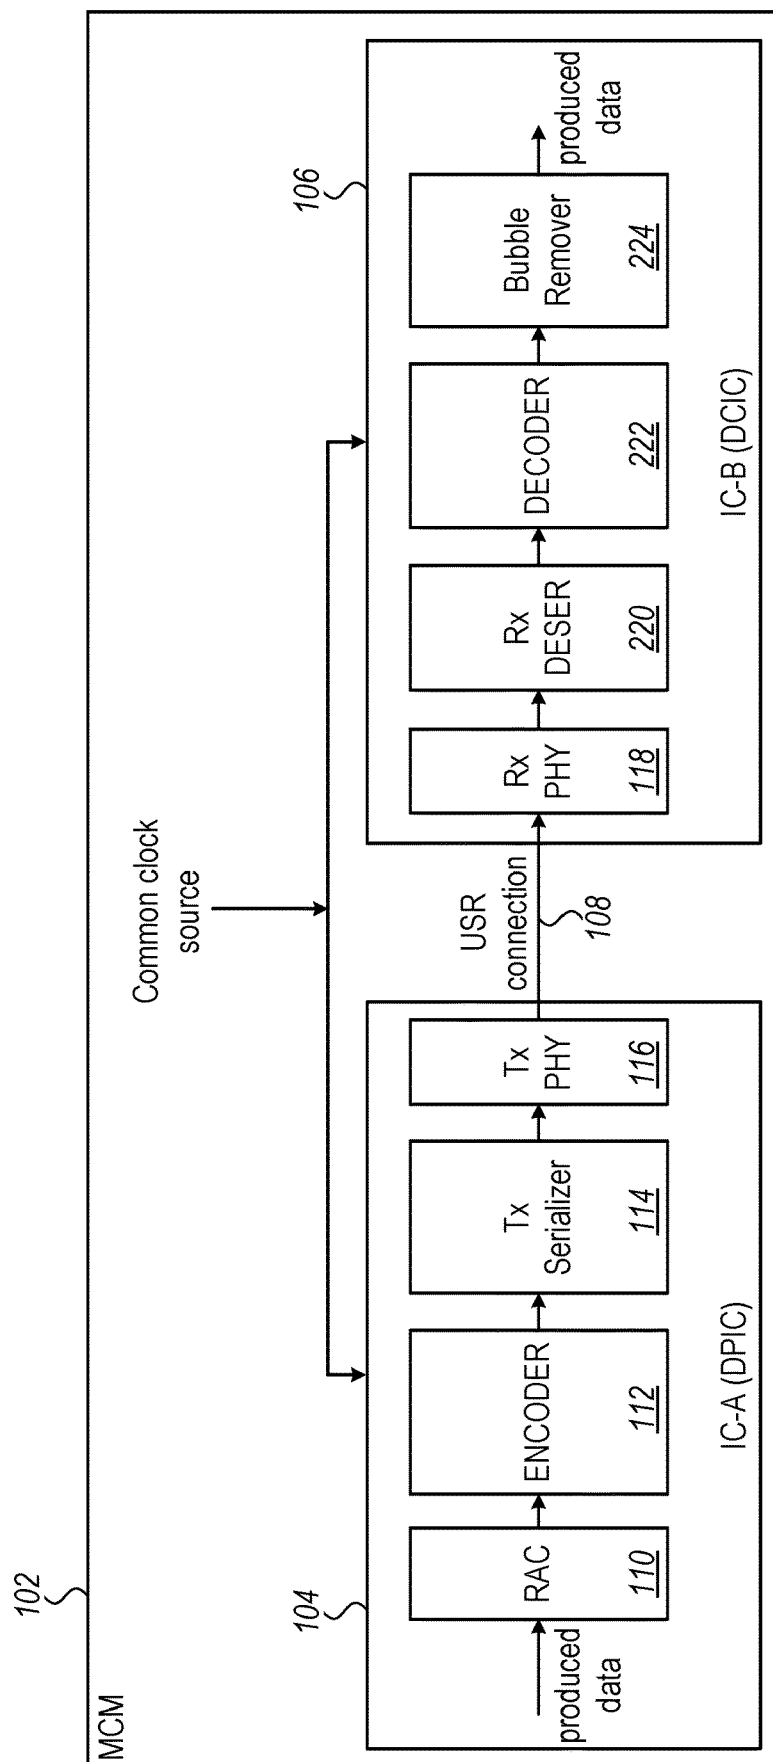 102
MCM
Common clock
source
104
106
produced
data
RAC
110
ENCODER
112
Tx
Serializer
114
Tx
PHY
116
IC-A (DPIC)
USR
connection
108
Rx
PHY
118
Rx
DESER
220
DECODER
222
Bubble
Remover
224
produced
data
IC-B (DCIC)